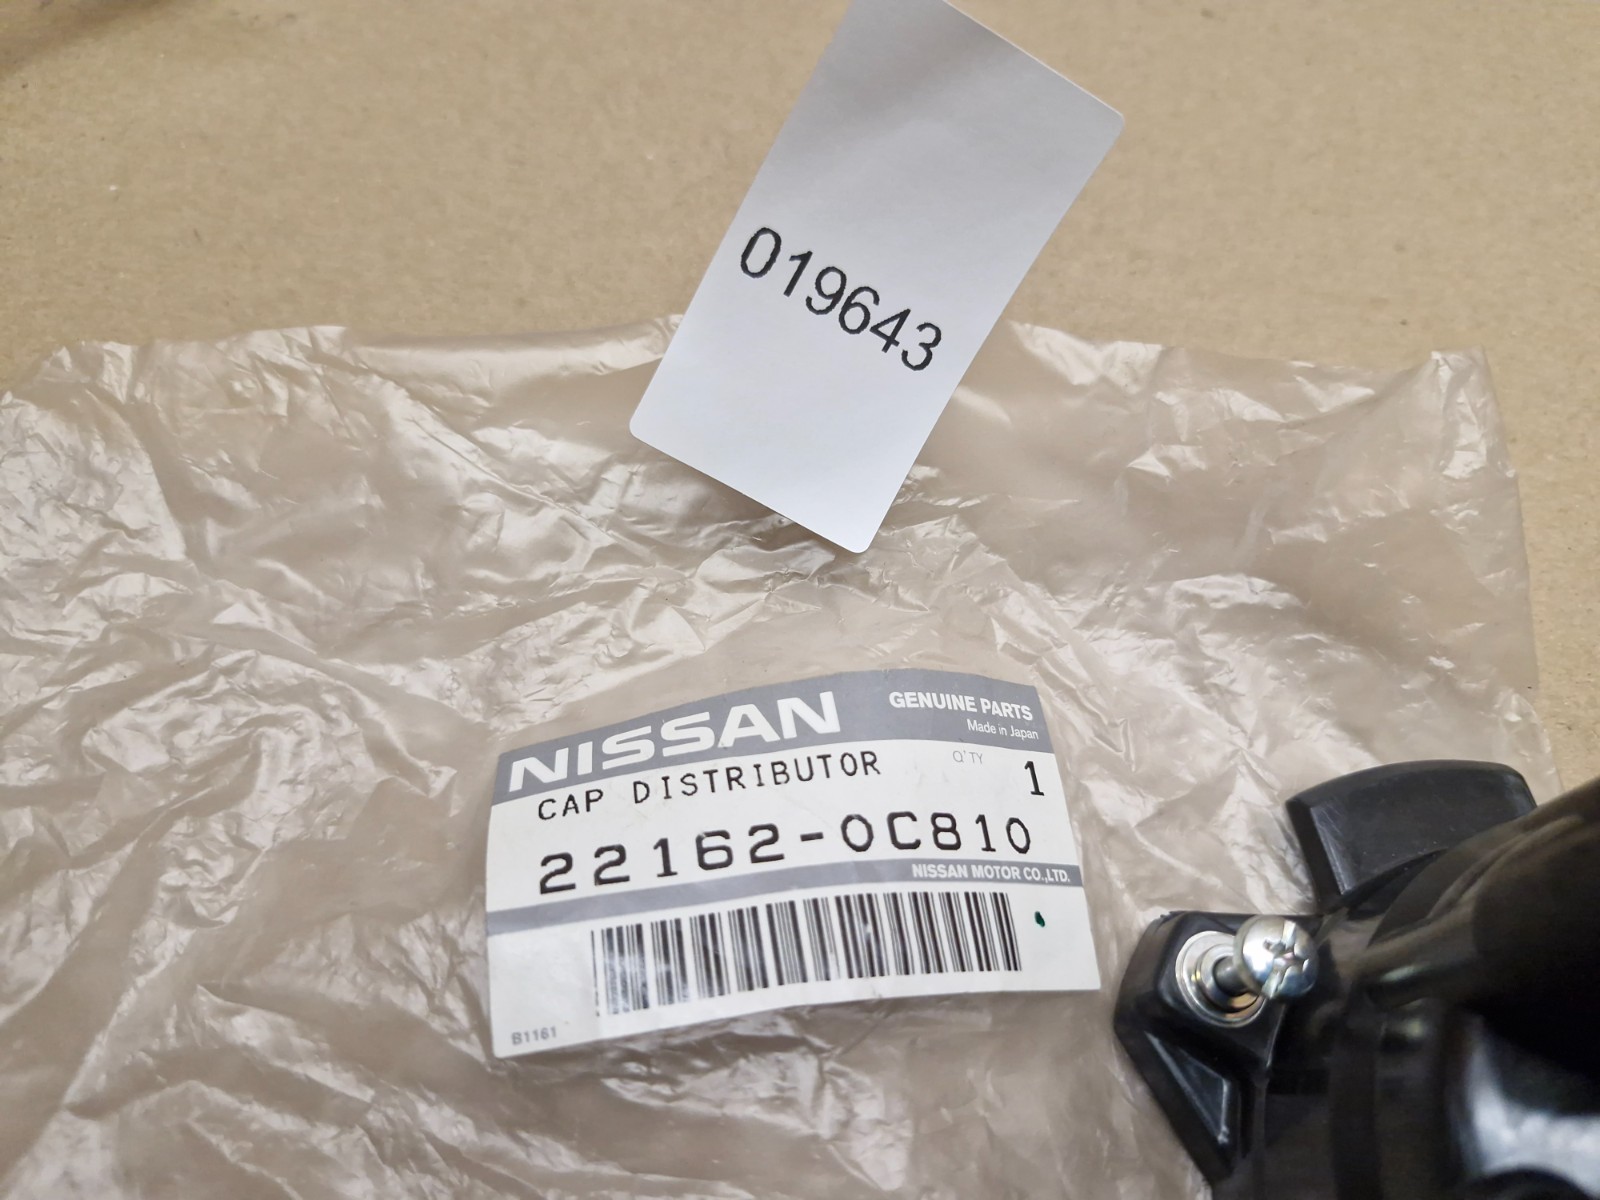 019643
NISSAN
GENUINE PARTS
Made in Japan
CAP DISTRIBUTOR
Q'TY
1
22162-0C810
NISSAN MOTOR CO.,LTD.
B1161